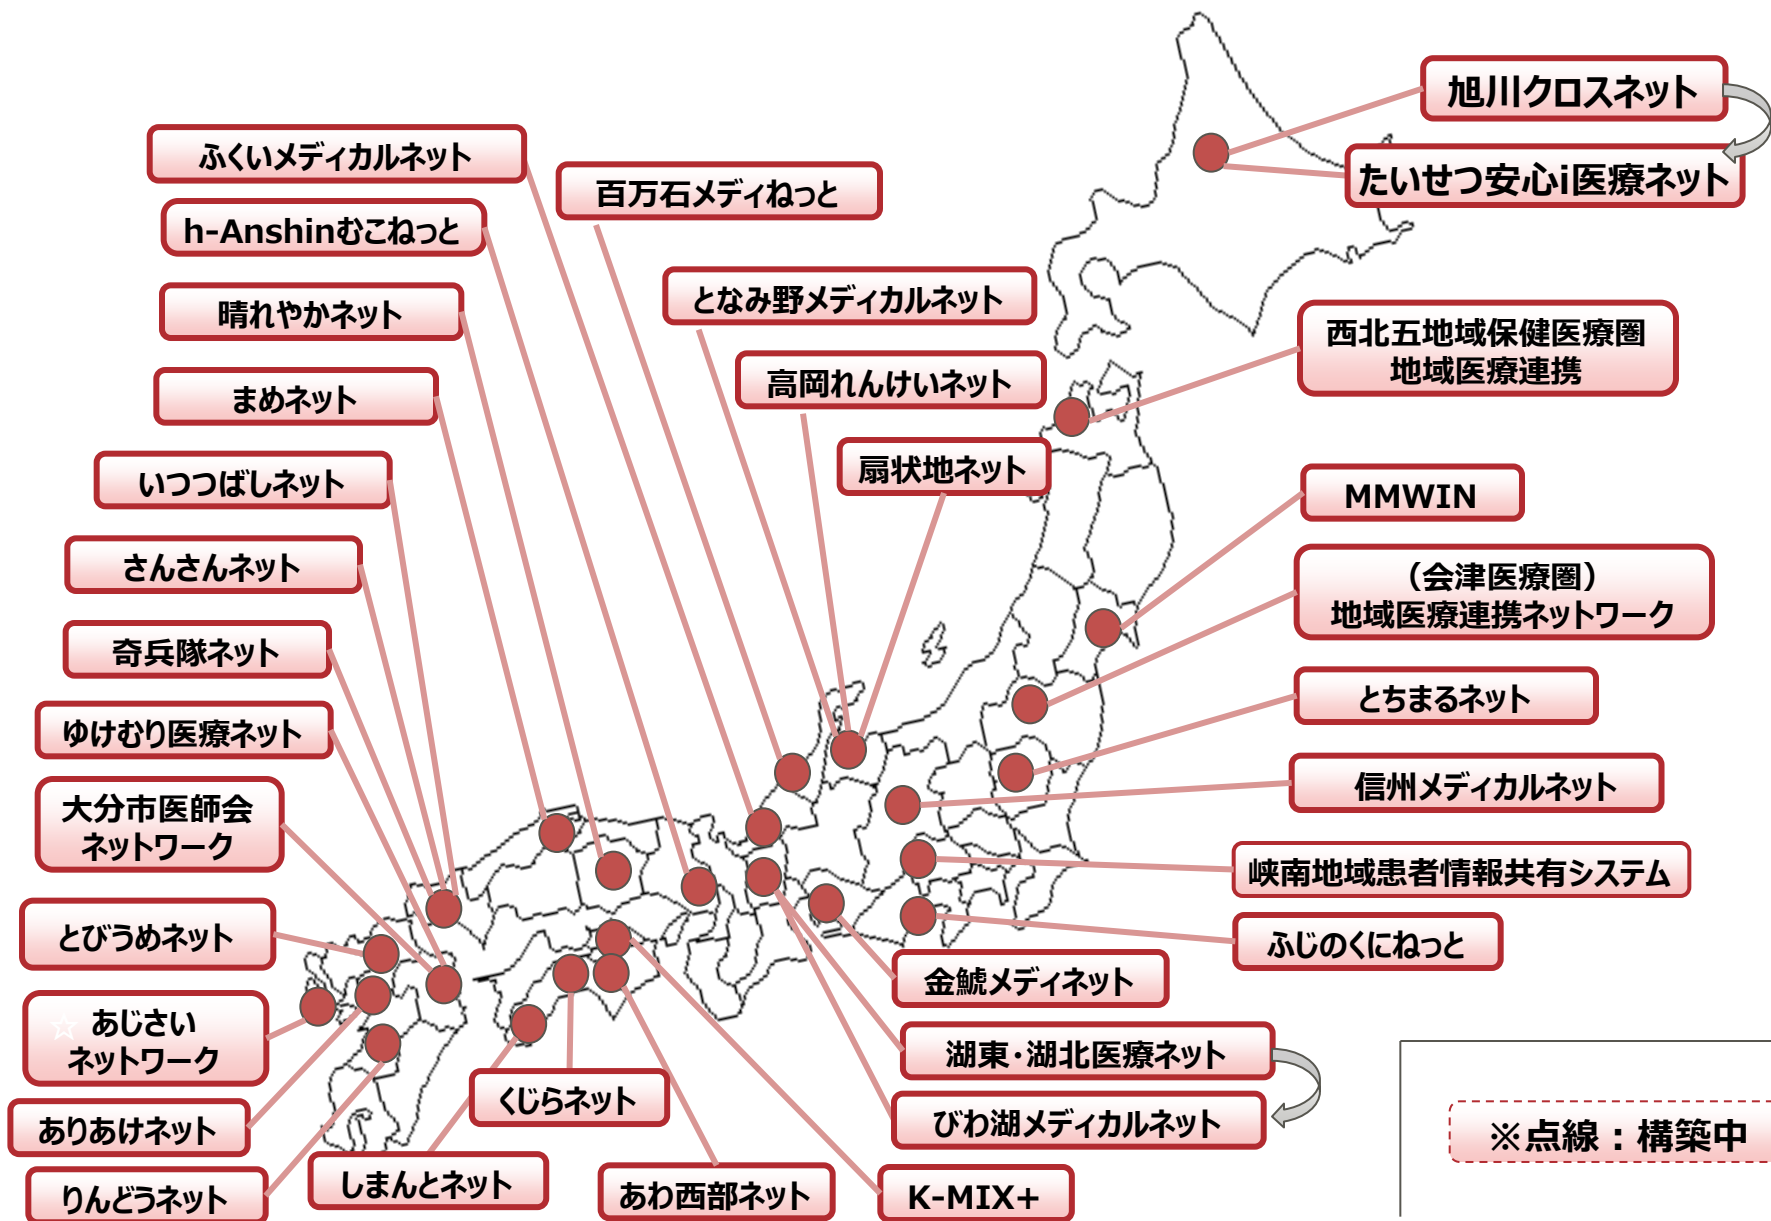 旭川クロスネット
たいせつ安心i医療ネット
ふくいメディカルネット
百万石メディねっと
h-Anshinむこねっと
となみ野メディカルネット
晴れやかネット
西北五地域保健医療圏
地域医療連携
高岡れんけいネット
まめネット
扇状地ネット
いつつばしネット
MMWIN
さんさんネット
（会津医療圏）
地域医療連携ネットワーク
奇兵隊ネット
とちまるネット
ゆけむり医療ネット
信州メディカルネット
大分市医師会
ネットワーク
峡南地域患者情報共有システム
とびうめネット
ふじのくにねっと
金鯱メディネット
☆ あじさい
ネットワーク
湖東・湖北医療ネット
くじらネット
びわ湖メディカルネット
ありあけネット
※点線：構築中
しまんとネット
あわ西部ネット
K-MIX+
りんどうネット